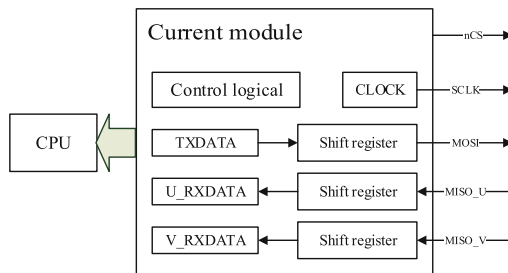 Current module
nCS
Control logical
CLOCK
SCLK
CPU
TXDATA
Shift register
MOSI
U_RXDATA
Shift register
MISO_U
V_RXDATA
Shift register
MISO_V